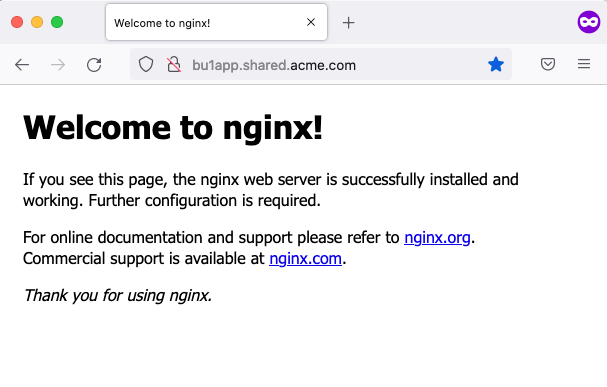 Welcome to nginx!
bu1app.shared.acme.com
Welcome to nginx!
If you see this page, the nginx web server is successfully installed and
working. Further configuration is required.
For online documentation and support please refer to nginx.org.
Commercial support is available at nginx.com.
Thank you for using nginx.